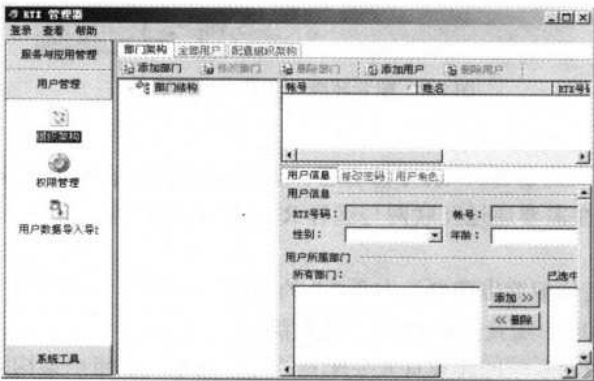 RTX 管理器
登录 查看 帮助
服务与应用管理
用户管理
组织架构
权限管理
用户数据导入导出
系统工具
部门架构 全部用户 配置组织架构
添加部门 修改部门 删除部门 添加用户 删除用户
部门结构
帐号 姓名 RTX号码
用户信息 修改密码 用户角色
用户信息
RTX号码： 帐号：
性别： 年龄：
用户所属部门
所有部门： 已选中
添加 >>
<< 删除